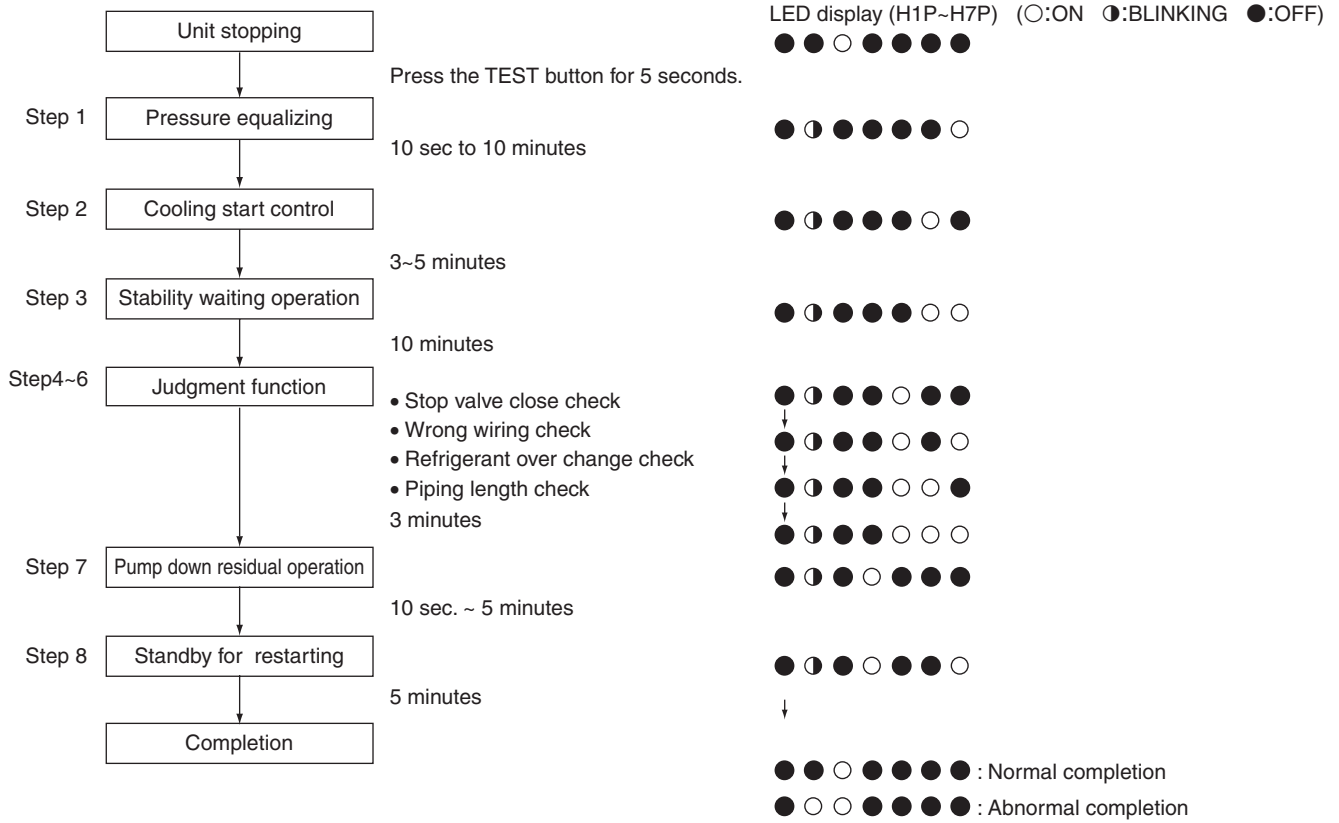 LED display (H1P~H7P) (○:ON ◑:BLINKING ●:OFF)
Unit stopping
●●○●●●●
Press the TEST button for 5 seconds.
Step 1 Pressure equalizing
●◑●●●●○
10 sec to 10 minutes
Step 2 Cooling start control
●◑●●●○●
3~5 minutes
Step 3 Stability waiting operation
●◑●●●○○
10 minutes
Step4~6 Judgment function
• Stop valve close check
●◑●●○●●
• Wrong wiring check
●◑●●○●○
• Refrigerant over change check
• Piping length check
●◑●●○○●
3 minutes
●◑●●○○○
Step 7 Pump down residual operation
●◑●○●●●
10 sec. ~ 5 minutes
Step 8 Standby for restarting
●◑●○●●○
5 minutes
Completion
●●○●●●● : Normal completion
●○○●●●● : Abnormal completion